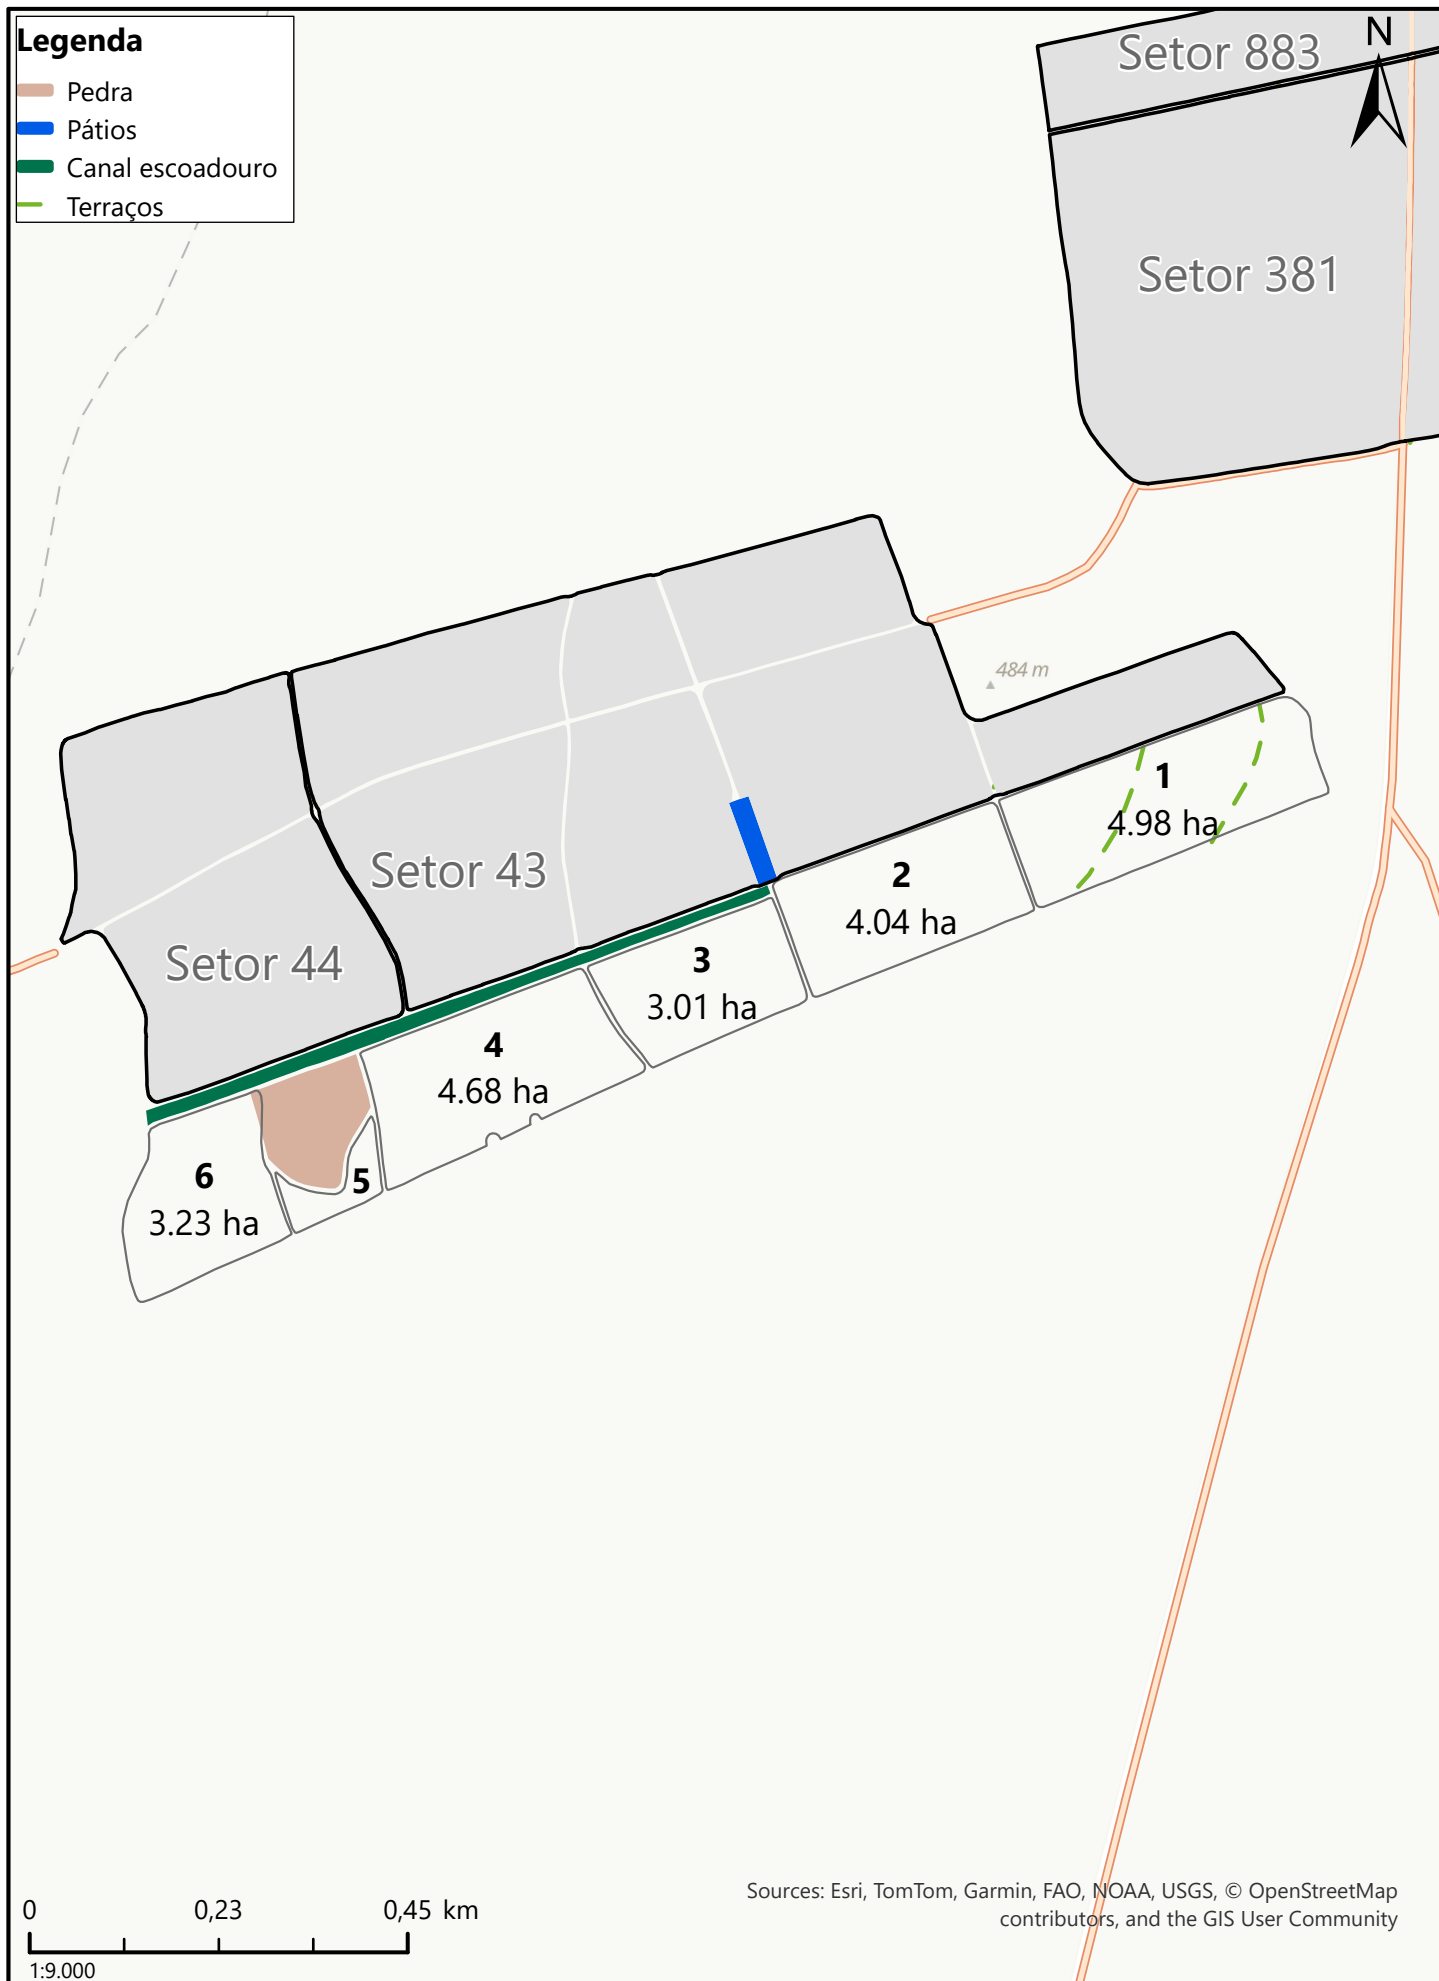 Legenda
Pedra
Pátios
Canal escoadouro
Terraços
Setor 883
N
Setor 381
484 m
1
4.98 ha
Setor 43
2
4.04 ha
Setor 44
3
3.01 ha
4
4.68 ha
5
6
3.23 ha
0 0,23 0,45 km
1:9.000
Sources: Esri, TomTom, Garmin, FAO, NOAA, USGS, © OpenStreetMap
contributors, and the GIS User Community